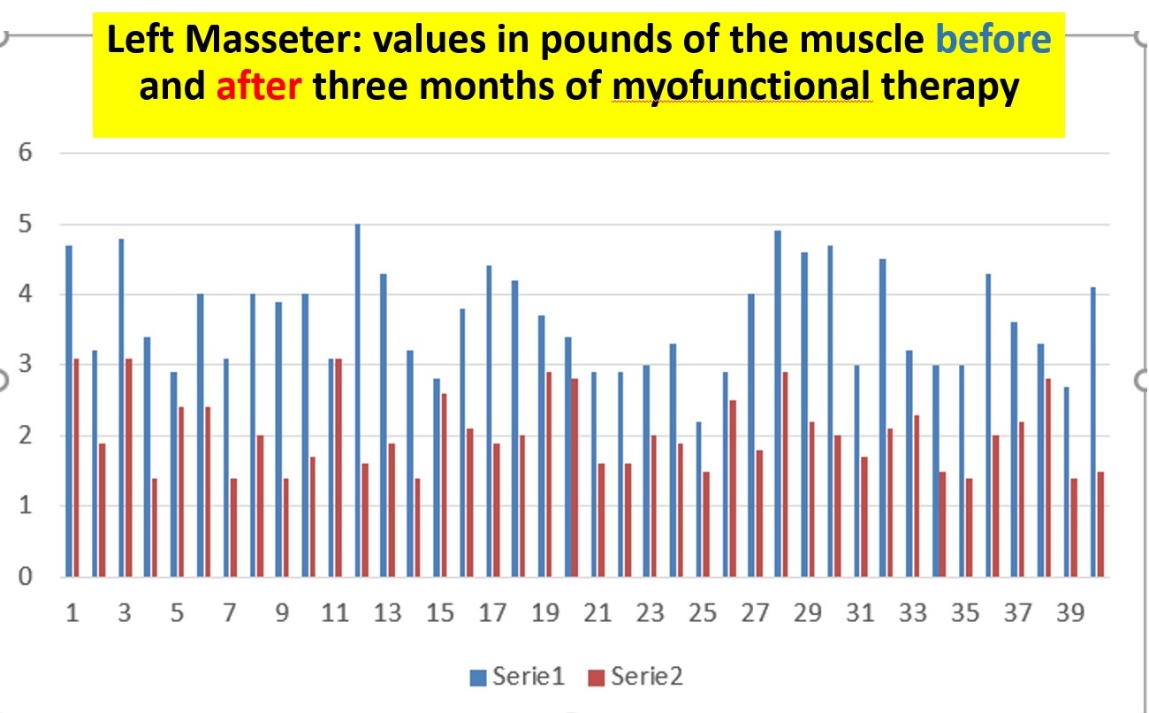 Left Masseter: values in pounds of the muscle before
and after three months of myofunctional therapy
6
5
4
3
2
1
0
1 3 5 7 9 11 13 15 17 19 21 23 25 27 29 31 33 35 37 39
Serie1 Serie2